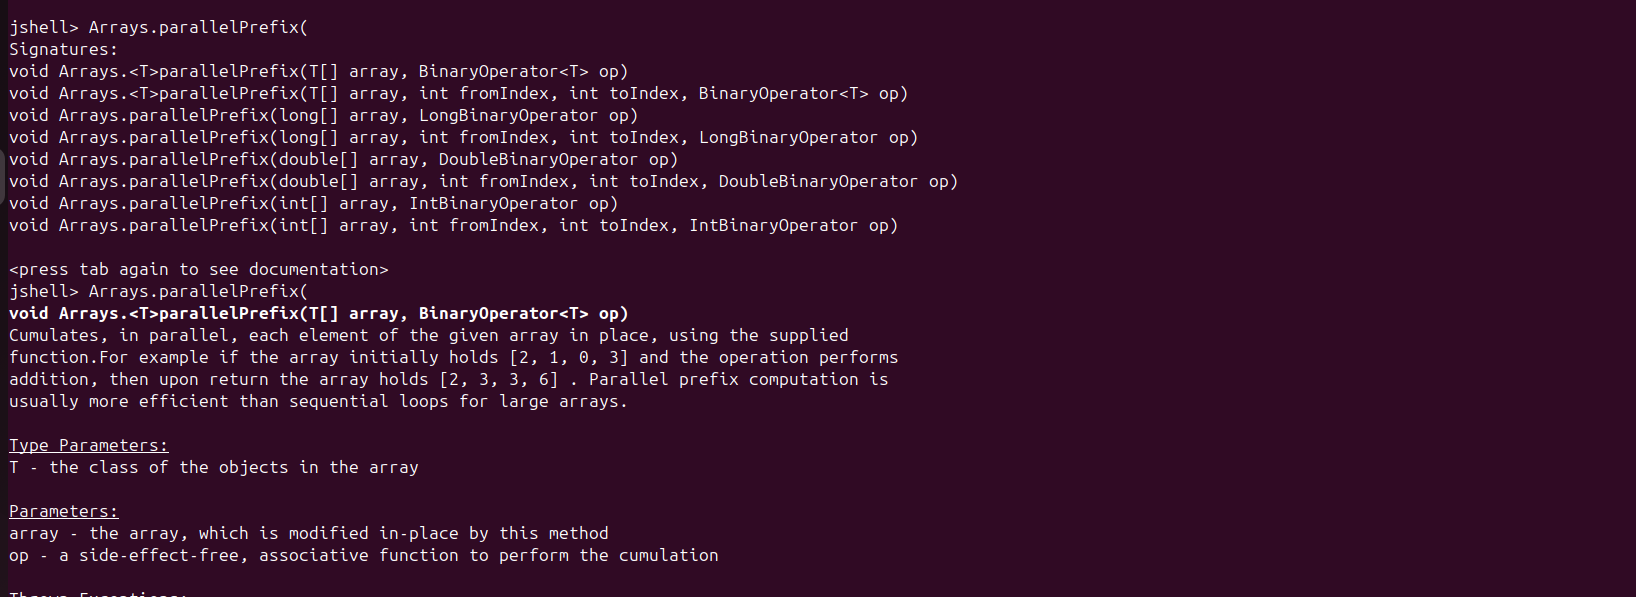 jshell> Arrays.parallelPrefix(
Signatures:
void Arrays.<T>parallelPrefix(T[] array, BinaryOperator<T> op)
void Arrays.<T>parallelPrefix(T[] array, int fromIndex, int toIndex, BinaryOperator<T> op)
void Arrays.parallelPrefix(long[] array, LongBinaryOperator op)
void Arrays.parallelPrefix(long[] array, int fromIndex, int toIndex, LongBinaryOperator op)
void Arrays.parallelPrefix(double[] array, DoubleBinaryOperator op)
void Arrays.parallelPrefix(double[] array, int fromIndex, int toIndex, DoubleBinaryOperator op)
void Arrays.parallelPrefix(int[] array, IntBinaryOperator op)
void Arrays.parallelPrefix(int[] array, int fromIndex, int toIndex, IntBinaryOperator op)
<press tab again to see documentation>
jshell> Arrays.parallelPrefix(
void Arrays.<T>parallelPrefix(T[] array, BinaryOperator<T> op)
Cumulates, in parallel, each element of the given array in place, using the supplied
function.For example if the array initially holds [2, 1, 0, 3] and the operation performs
addition, then upon return the array holds [2, 3, 3, 6] . Parallel prefix computation is
usually more efficient than sequential loops for large arrays.
Type Parameters:
T - the class of the objects in the array
Parameters:
array - the array, which is modified in-place by this method
op - a side-effect-free, associative function to perform the cumulation